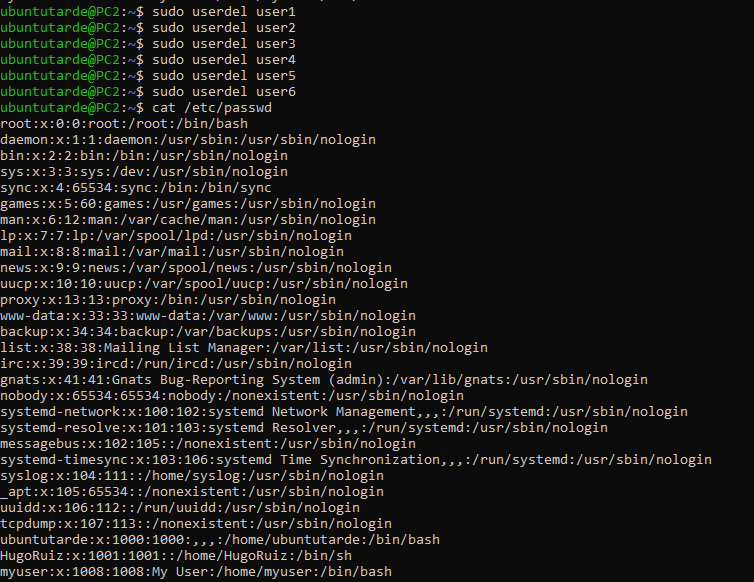 ubuntutarde@PC2:~$ sudo userdel user1
ubuntutarde@PC2:~$ sudo userdel user2
ubuntutarde@PC2:~$ sudo userdel user3
ubuntutarde@PC2:~$ sudo userdel user4
ubuntutarde@PC2:~$ sudo userdel user5
ubuntutarde@PC2:~$ sudo userdel user6
ubuntutarde@PC2:~$ cat /etc/passwd
root:x:0:0:root:/root:/bin/bash
daemon:x:1:1:daemon:/usr/sbin:/usr/sbin/nologin
bin:x:2:2:bin:/bin:/usr/sbin/nologin
sys:x:3:3:sys:/dev:/usr/sbin/nologin
sync:x:4:65534:sync:/bin:/bin/sync
games:x:5:60:games:/usr/games:/usr/sbin/nologin
man:x:6:12:man:/var/cache/man:/usr/sbin/nologin
lp:x:7:7:lp:/var/spool/lpd:/usr/sbin/nologin
mail:x:8:8:mail:/var/mail:/usr/sbin/nologin
news:x:9:9:news:/var/spool/news:/usr/sbin/nologin
uucp:x:10:10:uucp:/var/spool/uucp:/usr/sbin/nologin
proxy:x:13:13:proxy:/bin:/usr/sbin/nologin
www-data:x:33:33:www-data:/var/www:/usr/sbin/nologin
backup:x:34:34:backup:/var/backups:/usr/sbin/nologin
list:x:38:38:Mailing List Manager:/var/list:/usr/sbin/nologin
irc:x:39:39:ircd:/run/ircd:/usr/sbin/nologin
gnats:x:41:41:Gnats Bug-Reporting System (admin):/var/lib/gnats:/usr/sbin/nologin
nobody:x:65534:65534:nobody:/nonexistent:/usr/sbin/nologin
systemd-network:x:100:102:systemd Network Management,,,:/run/systemd:/usr/sbin/nologin
systemd-resolve:x:101:103:systemd Resolver,,,:/run/systemd:/usr/sbin/nologin
messagebus:x:102:105::/nonexistent:/usr/sbin/nologin
systemd-timesync:x:103:106:systemd Time Synchronization,,,:/run/systemd:/usr/sbin/nologin
syslog:x:104:111::/home/syslog:/usr/sbin/nologin
_apt:x:105:65534::/nonexistent:/usr/sbin/nologin
uuidd:x:106:112::/run/uuidd:/usr/sbin/nologin
tcpdump:x:107:113::/nonexistent:/usr/sbin/nologin
ubuntutarde:x:1000:1000:,,,:/home/ubuntutarde:/bin/bash
HugoRuiz:x:1001:1001::/home/HugoRuiz:/bin/sh
myuser:x:1008:1008:My User:/home/myuser:/bin/bash